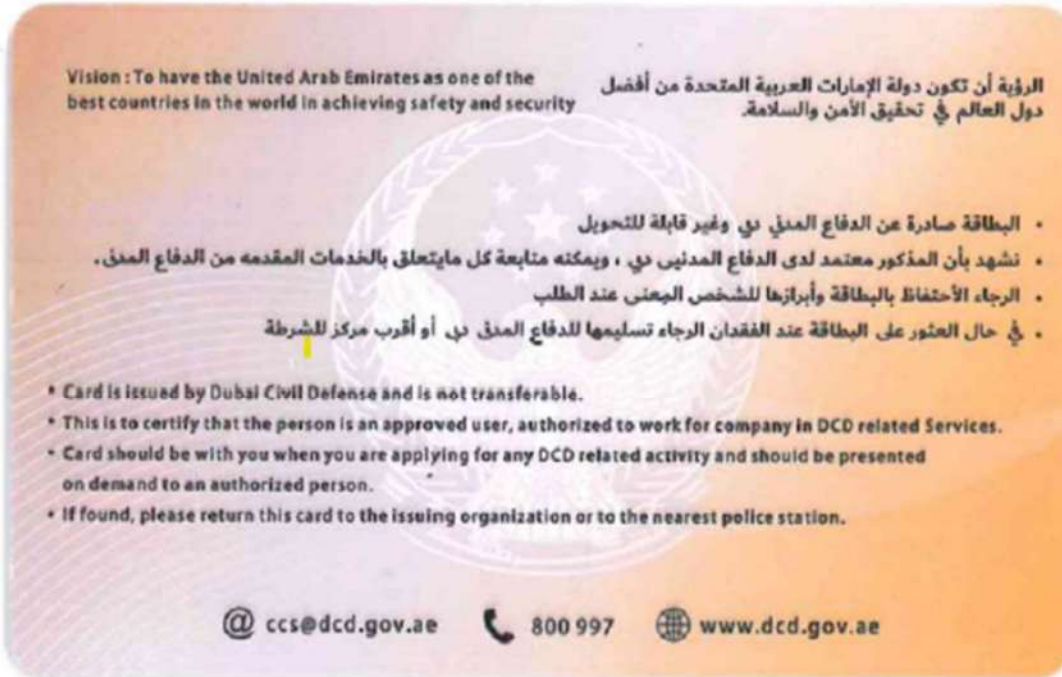 Vision : To have the United Arab Emirates as one of the
best countries in the world in achieving safety and security
الرؤية أن تكون دولة الإمارات العربية المتحدة من أفضل
دول العالم في تحقيق الأمن والسلامة.
• البطاقة صادرة عن الدفاع المدني دبي وغير قابلة للتحويل
• نشهد بأن المذكور معتمد لدى الدفاع المدنيى دبي ، ويمكنه متابعة كل مايتعلق بالخدمات المقدمه من الدفاع المدنى.
• الرجاء الأحتفاظ بالبطاقة وأبرازها للشخص المعنى عند الطلب
• في حال العثور على البطاقة عند الفقدان الرجاء تسليمها للدفاع المدنى دبي أو أقرب مركز للشرطة
• Card is issued by Dubai Civil Defense and is not transferable.
• This is to certify that the person is an approved user, authorized to work for company in DCD related Services.
• Card should be with you when you are applying for any DCD related activity and should be presented
on demand to an authorized person.
• If found, please return this card to the issuing organization or to the nearest police station.
@ ccs@dcd.gov.ae 800 997 www.dcd.gov.ae